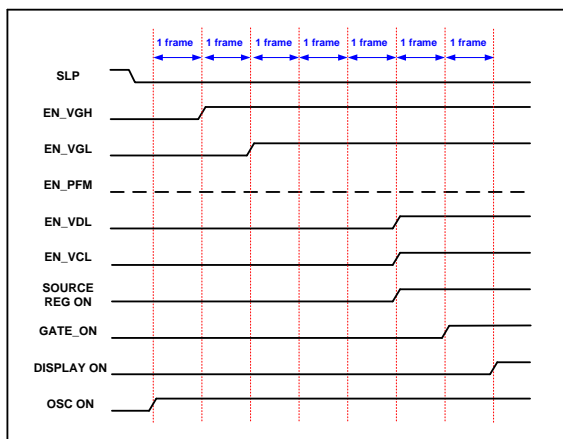 1 frame 1 frame 1 frame 1 frame 1 frame 1 frame 1 frame
SLP
EN_VGH
EN_VGL
EN_PFM
EN_VDL
EN_VCL
SOURCE
REG ON
GATE_ON
DISPLAY ON
OSC ON